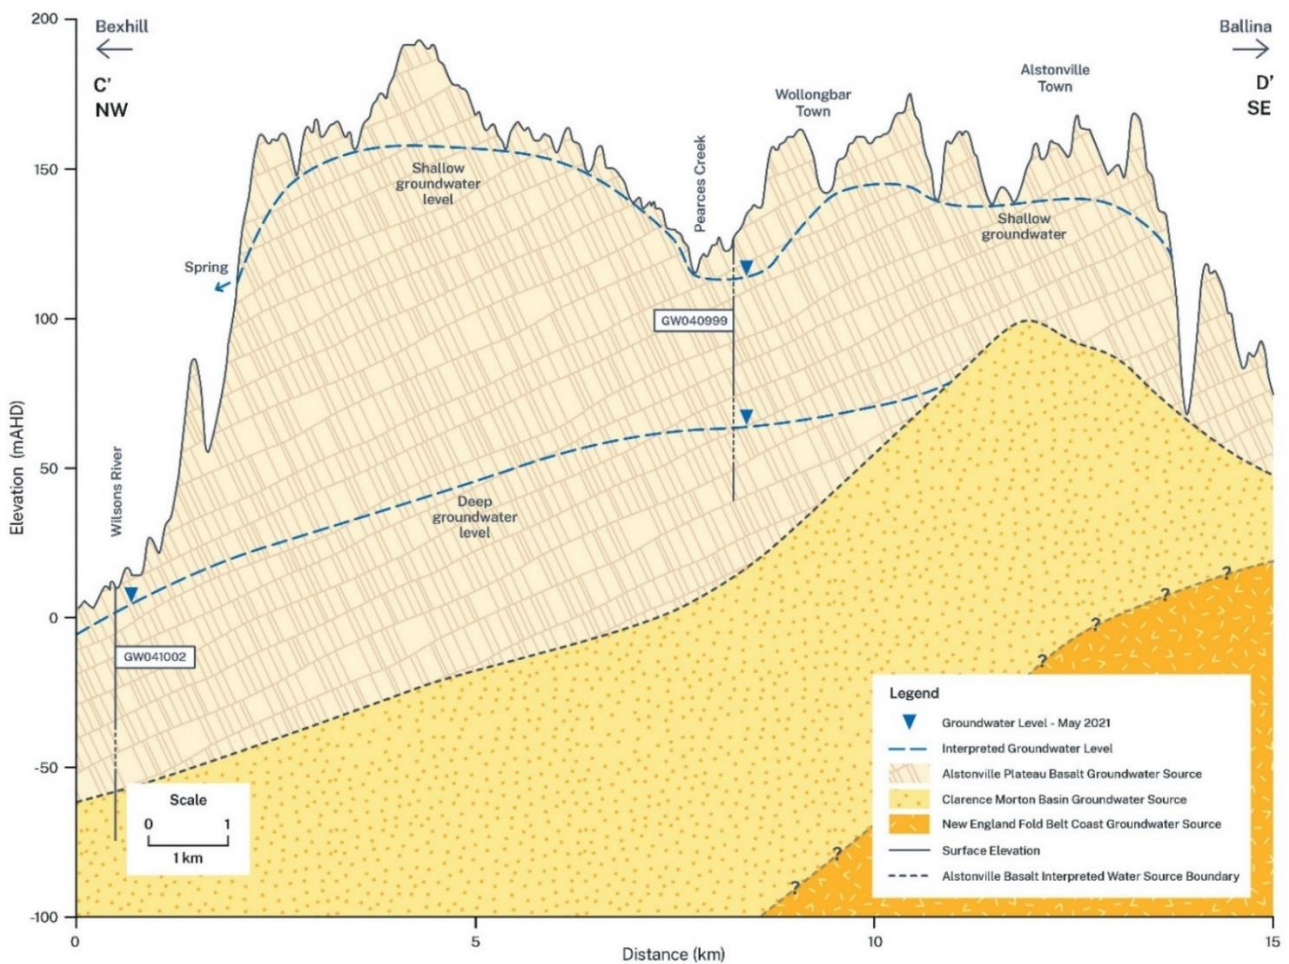 200
Bexhill
Ballina
C'
NW
D'
SE
Alstonville
Town
Wollongbar
Town
150
Pearces Creek
Shallow
groundwater
level
Shallow
groundwater
Spring
100
GW040999
Elevation (mAHD)
50
Wilsons River
Deep
groundwater
level
0
GW041002
?
?
?
?
-50
Scale
0
1
1 km
?
?
Legend
Groundwater Level - May 2021
Interpreted Groundwater Level
Alstonville Plateau Basalt Groundwater Source
Clarence Morton Basin Groundwater Source
New England Fold Belt Coast Groundwater Source
Surface Elevation
Alstonville Basalt Interpreted Water Source Boundary
-100
0
5
10
15
Distance (km)